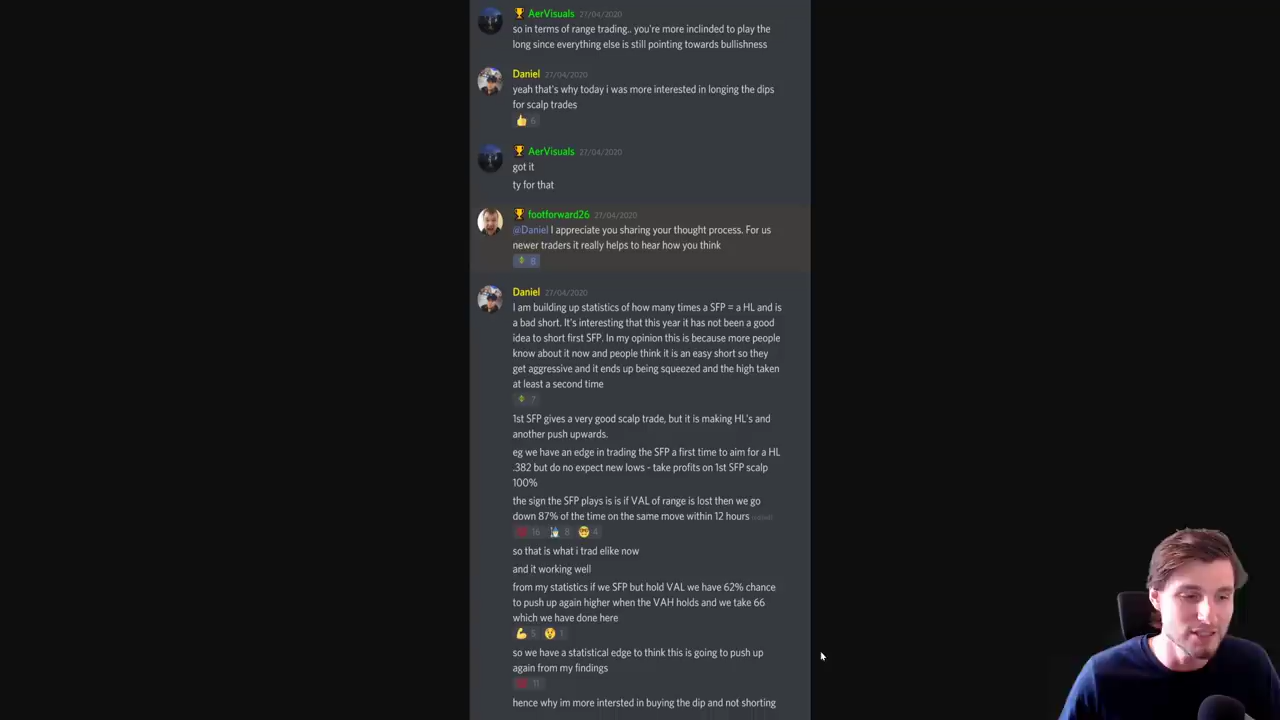 AerVisuals 27/04/2020
so in terms of range trading.. you're more inclinded to play the
long since everything else is still pointing towards bullishness
Daniel 27/04/2020
yeah that's why today i was more interested in longing the dips
for scalp trades
6
AerVisuals 27/04/2020
got it
ty for that
footforward26 27/04/2020
@Daniel I appreciate you sharing your thought process. For us
newer traders it really helps to hear how you think
8
Daniel 27/04/2020
I am building up statistics of how many times a SFP = a HL and is
a bad short. It's interesting that this year it has not been a good
idea to short first SFP. In my opinion this is because more people
know about it now and people think it is an easy short so they
get aggressive and it ends up being squeezed and the high taken
at least a second time
7
1st SFP gives a very good scalp trade, but it is making HL's and
another push upwards.
eg we have an edge in trading the SFP a first time to aim for a HL
.382 but do no expect new lows - take profits on 1st SFP scalp
100%
the sign the SFP plays is is if VAL of range is lost then we go
down 87% of the time on the same move within 12 hours (edited)
16 8 4
so that is what i trad elike now
and it working well
from my statistics if we SFP but hold VAL we have 62% chance
to push up again higher when the VAH holds and we take 66
which we have done here
5 1
so we have a statistical edge to think this is going to push up
again from my findings
11
hence why im more intersted in buying the dip and not shorting